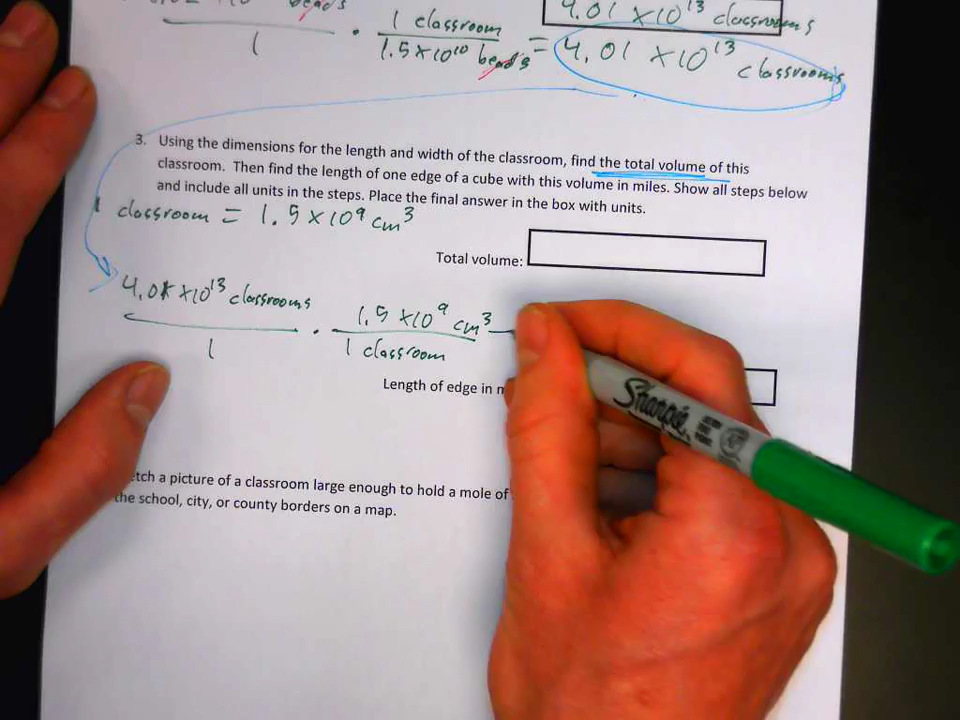 beads
1 classroom
4.01 ×10¹³ classrooms
1 · 1.5×10¹⁰ beads = 4.01 ×10¹³ classrooms
3. Using the dimensions for the length and width of the classroom, find the total volume of this
classroom. Then find the length of one edge of a cube with this volume in miles. Show all steps below
and include all units in the steps. Place the final answer in the box with units.
1 classroom = 1.5 ×10⁹ cm³
Total volume:
4.01 ×10¹³ classrooms · 1.5 ×10⁹ cm³
1 1 classroom
Length of edge in
Sharpie
a picture of a classroom large enough to hold a mole of
the school, city, or county borders on a map.